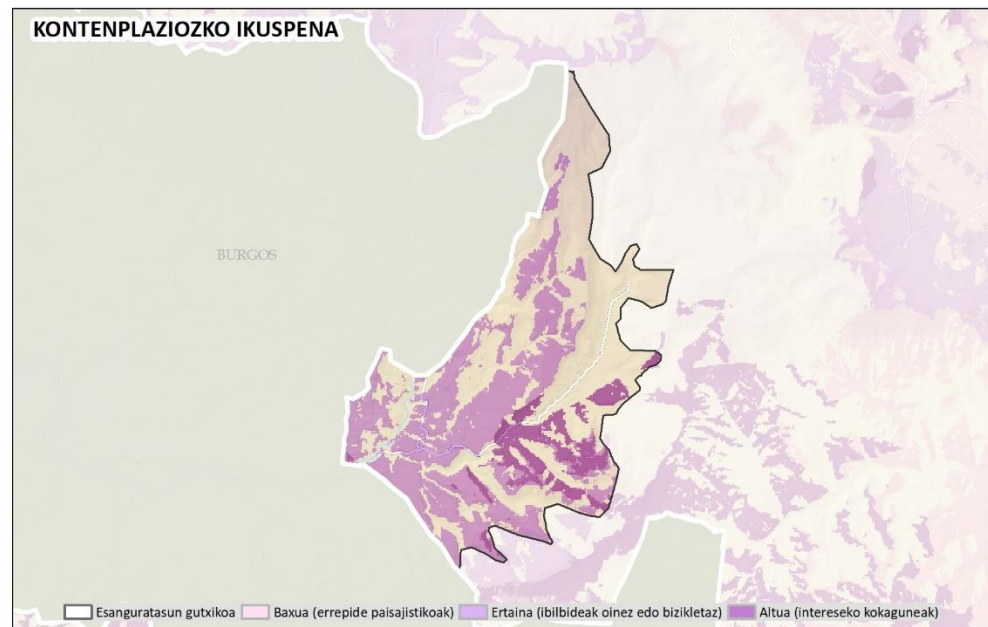 KONTENPLAZIOZKO IKUSPENA
BURGOS
Esanguratasun gutxikoa Baxua (errepide paisajistikoak) Ertaina (ibilbideak oinez edo bizikletaz) Altua (intereseko kokaguneak)